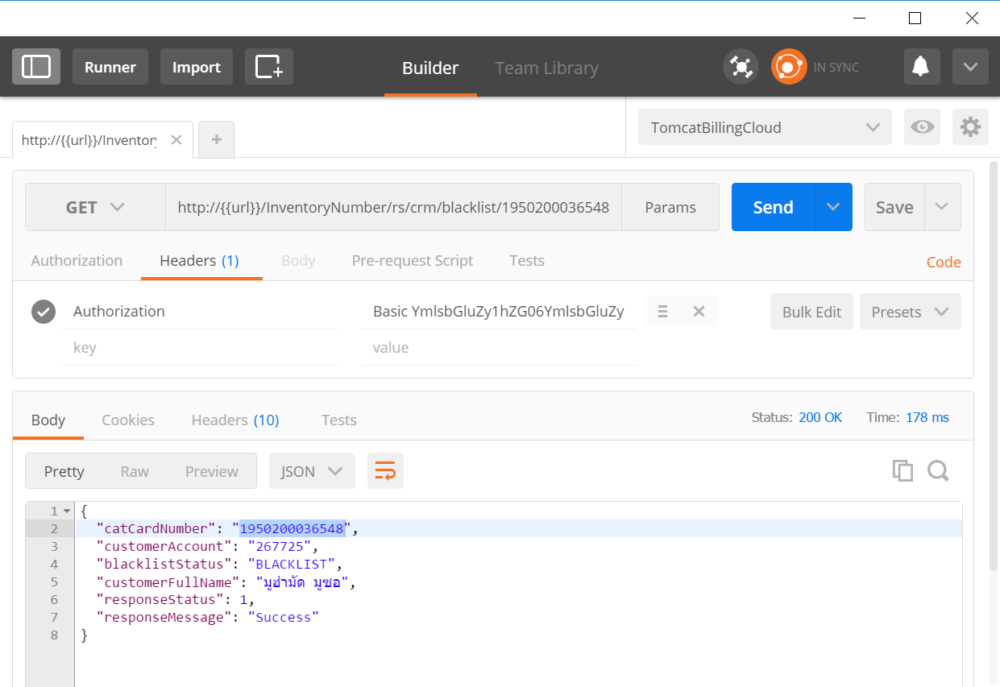 Runner Import Builder Team Library IN SYNC
http://{{url}}/Inventory TomcatBillingCloud
GET http://{{url}}/InventoryNumber/rs/crm/blacklist/1950200036548 Params Send Save
Authorization Headers (1) Body Pre-request Script Tests Code
Authorization Basic YmlsbGluZy1hZG06YmlsbGluZy Bulk Edit Presets
key value
Body Cookies Headers (10) Tests Status: 200 OK Time: 178 ms
Pretty Raw Preview JSON
1 {
2 "catCardNumber": "1950200036548",
3 "customerAccount": "267725",
4 "blacklistStatus": "BLACKLIST",
5 "customerFullName": "มูฮำมัด มูซอ",
6 "responseStatus": 1,
7 "responseMessage": "Success"
8 }